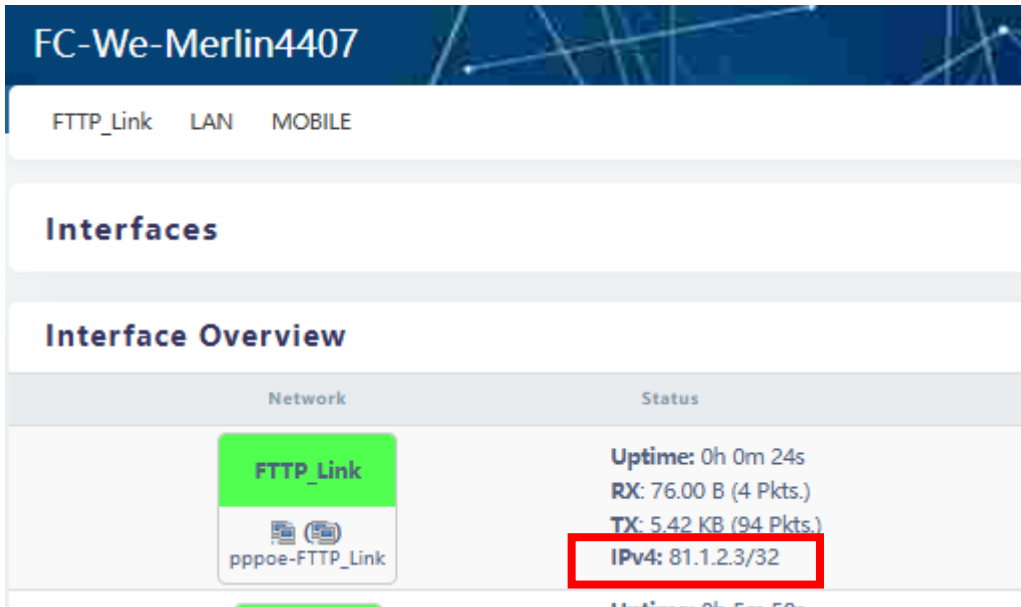 FC-We-Merlin4407
FTTP_Link LAN MOBILE
Interfaces
Interface Overview
Network Status
FTTP_Link
pppoe-FTTP_Link
Uptime: 0h 0m 24s
RX: 76.00 B (4 Pkts.)
TX: 5.42 KB (94 Pkts.)
IPv4: 81.1.2.3/32